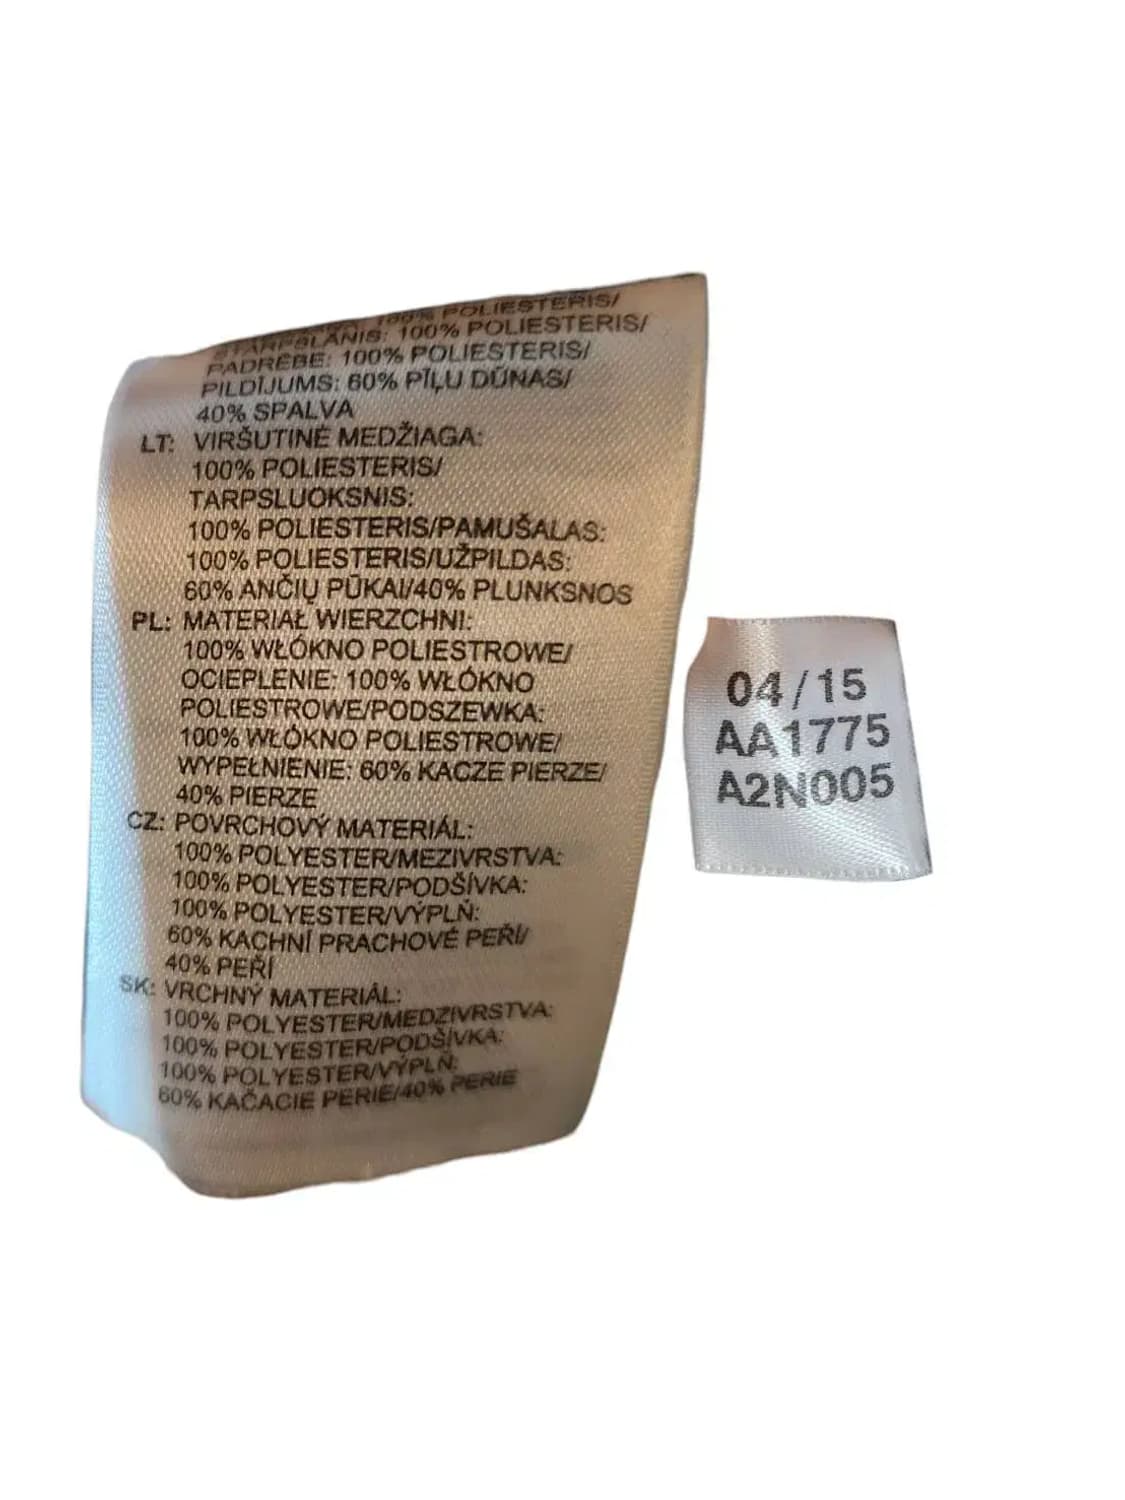 100% POLIESTERIS/
STARPSLĀNIS: 100% POLIESTERIS/
PADRĒBE: 100% POLIESTERIS/
PILDĪJUMS: 60% PĪĻU DŪNAS/
40% SPALVA
LT: VIRŠUTINĖ MEDŽIAGA:
100% POLIESTERIS/
TARPSLUOKSNIS:
100% POLIESTERIS/PAMUŠALAS:
100% POLIESTERIS/UŽPILDAS:
60% ANČIŲ PŪKAI/40% PLUNKSNOS
PL: MATERIAŁ WIERZCHNI:
100% WŁÓKNO POLIESTROWE/
OCIEPLENIE: 100% WŁÓKNO
POLIESTROWE/PODSZEWKA:
100% WŁÓKNO POLIESTROWE/
WYPEŁNIENIE: 60% KACZE PIERZE/
40% PIERZE
CZ: POVRCHOVÝ MATERIÁL:
100% POLYESTER/MEZIVRSTVA:
100% POLYESTER/PODŠÍVKA:
100% POLYESTER/VÝPLŇ:
60% KACHNÍ PRACHOVÉ PEŘÍ/
40% PEŘÍ
SK: VRCHNÝ MATERIÁL:
100% POLYESTER/MEDZIVRSTVA:
100% POLYESTER/PODŠÍVKA:
100% POLYESTER/VÝPLŇ:
60% KAČACIE PERIE/40% PERIE
04/15
AA1775
A2N005